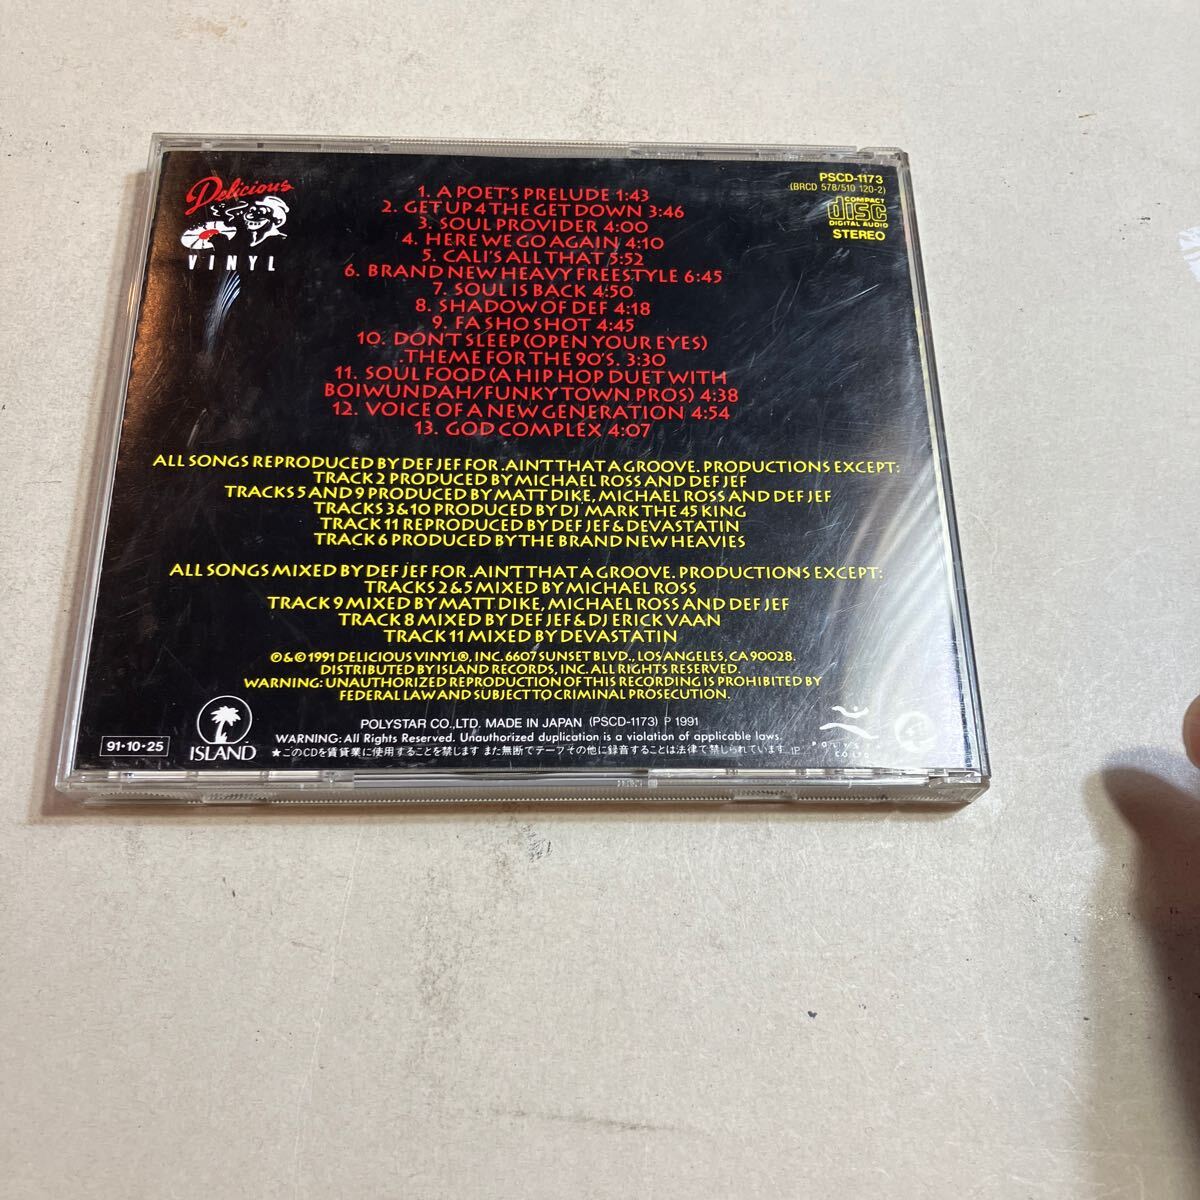 Delicious
VINYL
PSCD-1173
(BRCD 578/510 120-2)
COMPACT
disc
DIGITAL AUDIO
STEREO
1. A POET'S PRELUDE 1:43
2. GET UP 4 THE GET DOWN 3:46
3. SOUL PROVIDER 4:00
4. HERE WE GO AGAIN 4:10
5. CALI'S ALL THAT 5:52
6. BRAND NEW HEAVY FREESTYLE 6:45
7. SOUL IS BACK 4:50
8. SHADOW OF DEF 4:18
9. FA SHO SHOT 4:45
10. DON'T SLEEP (OPEN YOUR EYES)
.THEME FOR THE 90'S. 3:30
11. SOUL FOOD (A HIP HOP DUET WITH
BOIWUNDAH/FUNKYTOWN PROS) 4:38
12. VOICE OF A NEW GENERATION 4:54
13. GOD COMPLEX 4:07
ALL SONGS REPRODUCED BY DEF JEF FOR .AIN'T THAT A GROOVE. PRODUCTIONS EXCEPT:
TRACK 2 PRODUCED BY MICHAEL ROSS AND DEF JEF
TRACKS 5 AND 9 PRODUCED BY MATT DIKE, MICHAEL ROSS AND DEF JEF
TRACKS 3 & 10 PRODUCED BY DJ MARK THE 45 KING
TRACK 11 REPRODUCED BY DEF JEF & DEVASTATIN
TRACK 6 PRODUCED BY THE BRAND NEW HEAVIES
ALL SONGS MIXED BY DEF JEF FOR .AIN'T THAT A GROOVE. PRODUCTIONS EXCEPT:
TRACKS 2 & 5 MIXED BY MICHAEL ROSS
TRACK 9 MIXED BY MATT DIKE, MICHAEL ROSS AND DEF JEF
TRACK 8 MIXED BY DEF JEF & DJ ERICK VAAN
TRACK 11 MIXED BY DEVASTATIN
℗ & © 1991 DELICIOUS VINYL®, INC. 6607 SUNSET BLVD., LOS ANGELES, CA 90028.
DISTRIBUTED BY ISLAND RECORDS, INC. ALL RIGHTS RESERVED.
WARNING: UNAUTHORIZED REPRODUCTION OF THIS RECORDING IS PROHIBITED BY
FEDERAL LAW AND SUBJECT TO CRIMINAL PROSECUTION.
91・10・25
ISLAND
POLYSTAR CO., LTD. MADE IN JAPAN (PSCD-1173) P 1991
WARNING: All Rights Reserved. Unauthorized duplication is a violation of applicable laws.
★このCDを賃貸業に使用することを禁じます また無断でテープその他に録音することは法律で禁じられています
POLYSTAR
CO.,LTD.